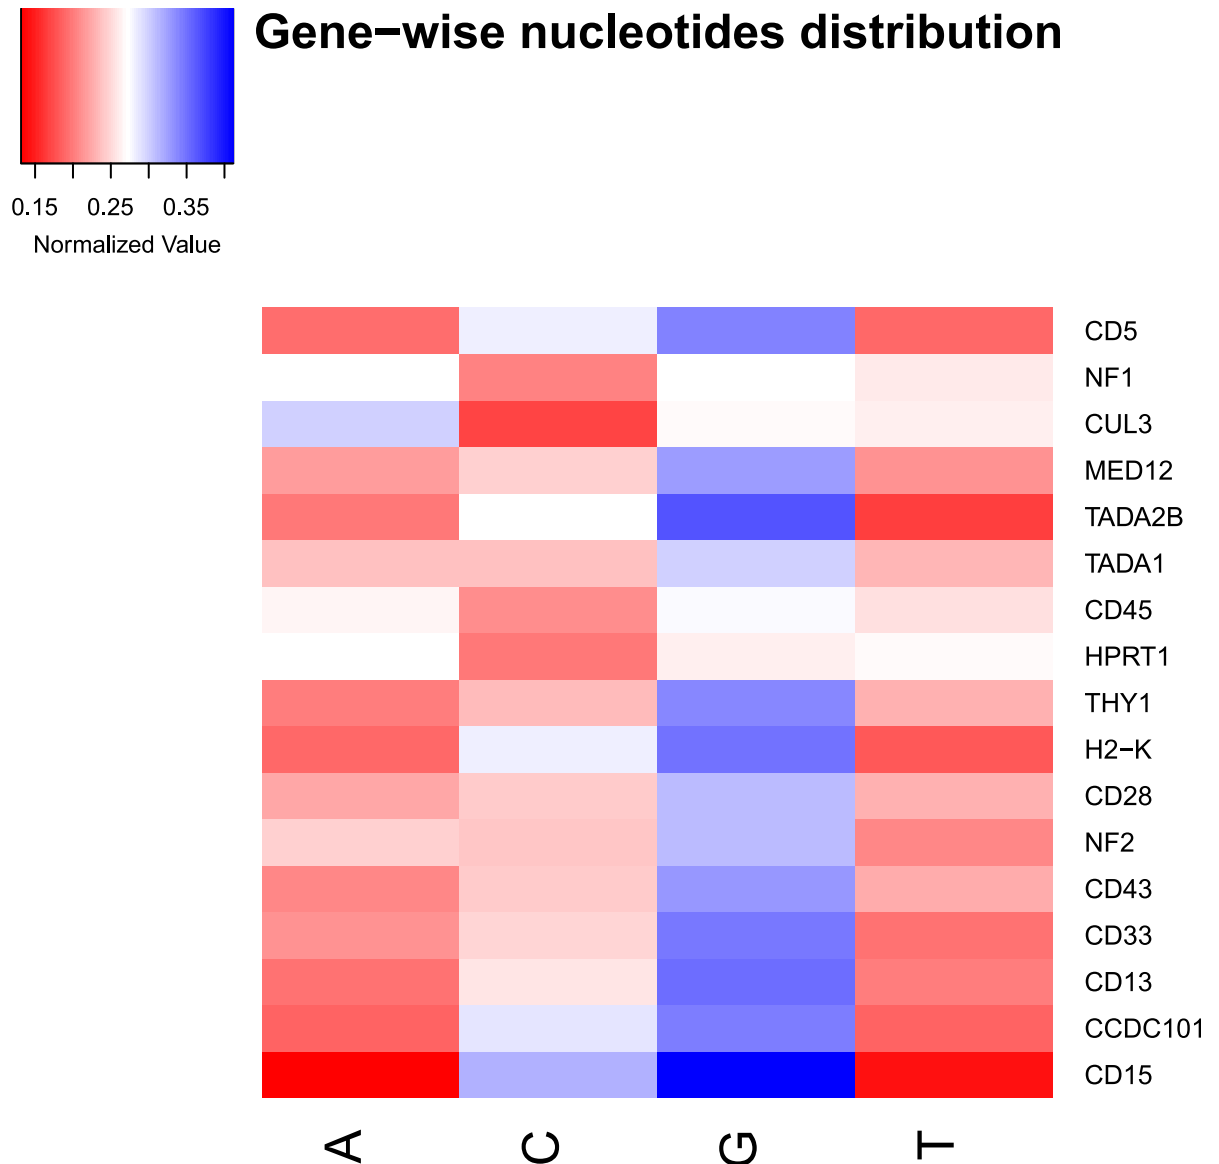 Gene−wise nucleotides distribution
0.15 0.25 0.35
Normalized Value
CD5
NF1
CUL3
MED12
TADA2B
TADA1
CD45
HPRT1
THY1
H2−K
CD28
NF2
CD43
CD33
CD13
CCDC101
CD15
A C G T